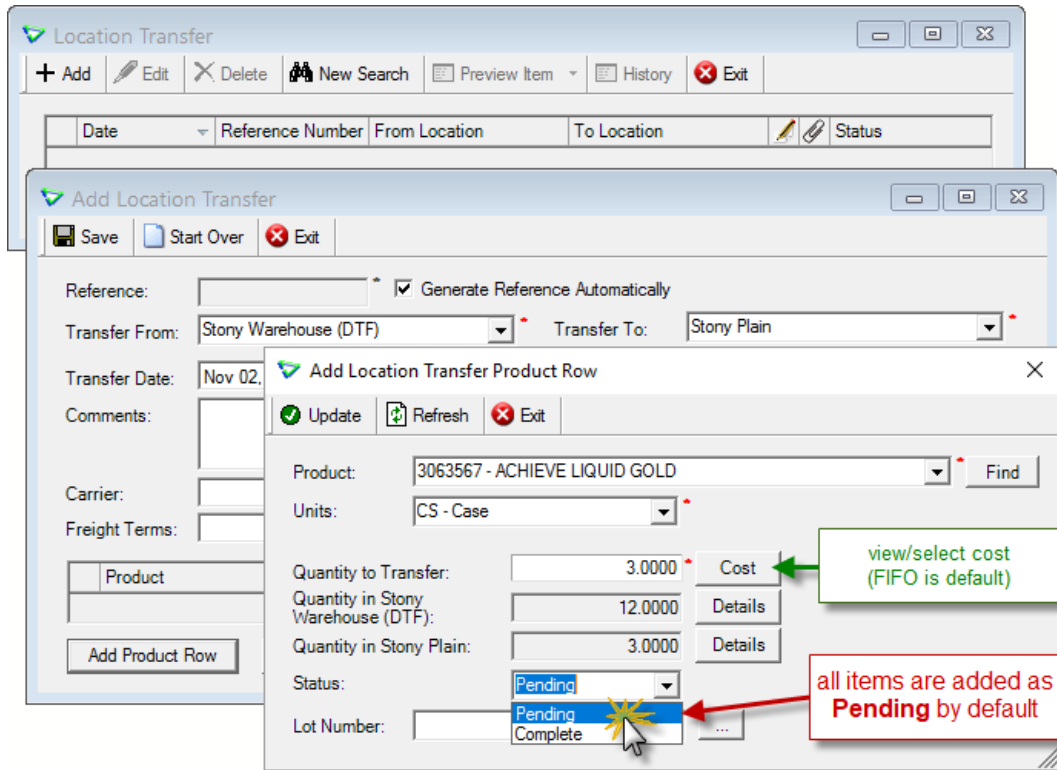 Location Transfer
Add Edit Delete New Search Preview Item History Exit
Date Reference Number From Location To Location Status
Add Location Transfer
Save Start Over Exit
Reference: * Generate Reference Automatically
Transfer From: Stony Warehouse (DTF) * Transfer To: Stony Plain *
Transfer Date: Nov 02,
Comments:
Carrier:
Freight Terms:
Product
Add Product Row
Add Location Transfer Product Row
Update Refresh Exit
Product: 3063567 - ACHIEVE LIQUID GOLD * Find
Units: CS - Case *
Quantity to Transfer: 3.0000 * Cost
Quantity in Stony
Warehouse (DTF): 12.0000 Details
Quantity in Stony Plain: 3.0000 Details
Status: Pending
Pending
Complete
Lot Number: ...
view/select cost
(FIFO is default)
all items are added as
Pending by default